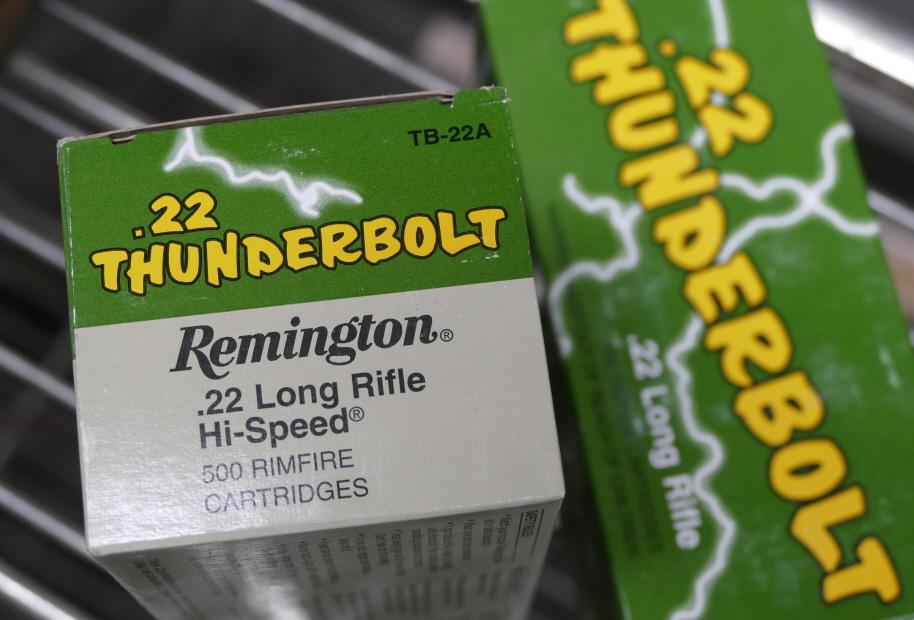 TB-22A
.22
THUNDERBOLT
Remington®
.22 Long Rifle
Hi-Speed®
500 RIMFIRE
CARTRIDGES
.22
THUNDERBOLT
.22 Long Rifle